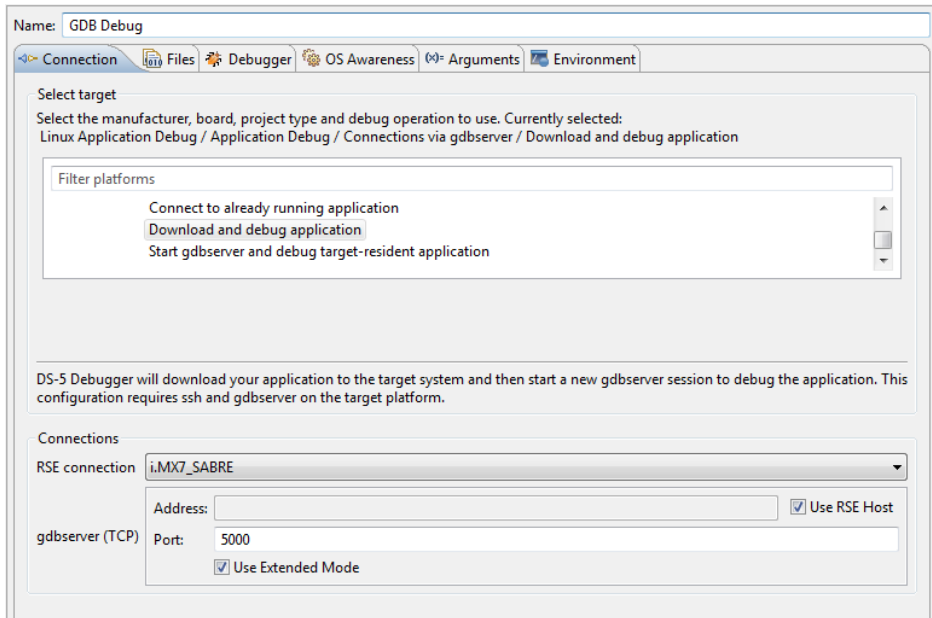 Name: GDB Debug
Connection Files Debugger OS Awareness (x)= Arguments Environment
Select target
Select the manufacturer, board, project type and debug operation to use. Currently selected:
Linux Application Debug / Application Debug / Connections via gdbserver / Download and debug application
Filter platforms
Connect to already running application
Download and debug application
Start gdbserver and debug target-resident application
DS-5 Debugger will download your application to the target system and then start a new gdbserver session to debug the application. This
configuration requires ssh and gdbserver on the target platform.
Connections
RSE connection i.MX7_SABRE
Address: Use RSE Host
gdbserver (TCP) Port: 5000
Use Extended Mode